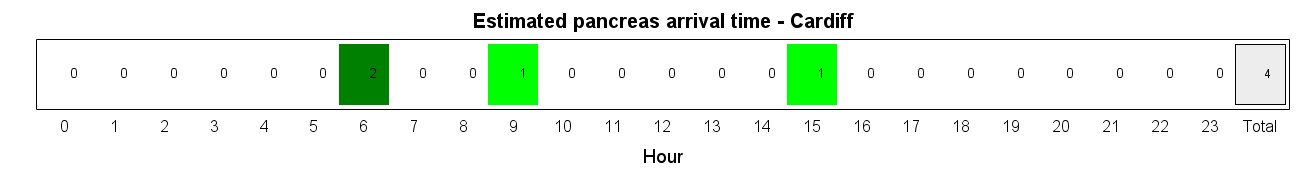 Estimated pancreas arrival time - Cardiff
0 0 0 0 0 0 2 0 0 1 0 0 0 0 0 1 0 0 0 0 0 0 0 0 4
0 1 2 3 4 5 6 7 8 9 10 11 12 13 14 15 16 17 18 19 20 21 22 23 Total
Hour